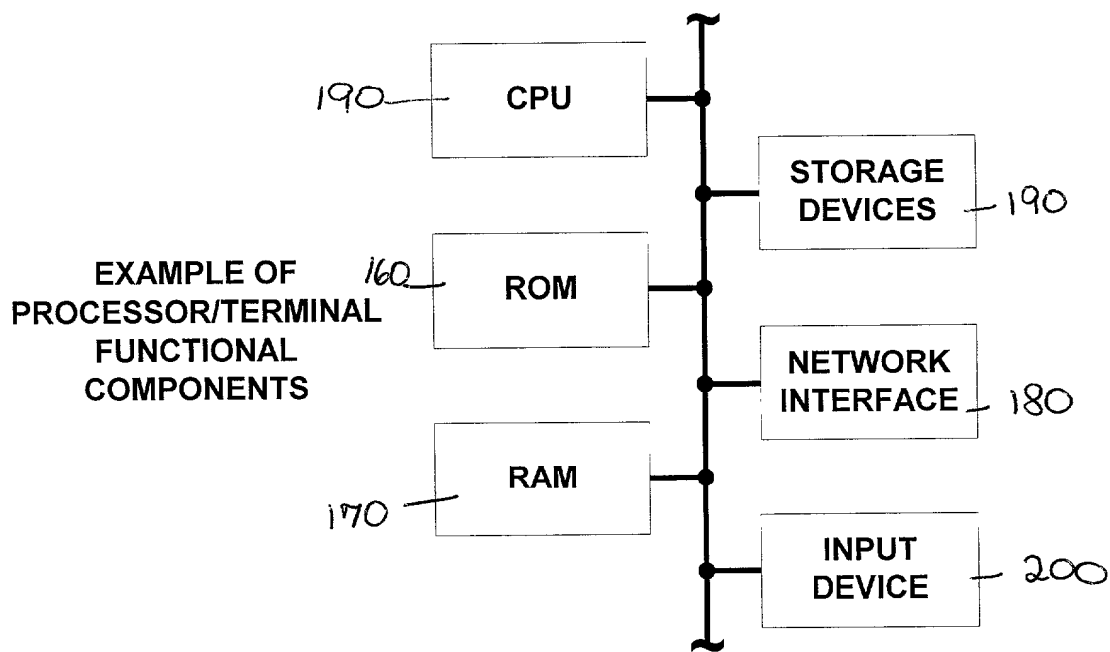 190
CPU
STORAGE
DEVICES
190
EXAMPLE OF
PROCESSOR/TERMINAL
FUNCTIONAL
COMPONENTS
160
ROM
NETWORK
INTERFACE
180
RAM
170
INPUT
DEVICE
200